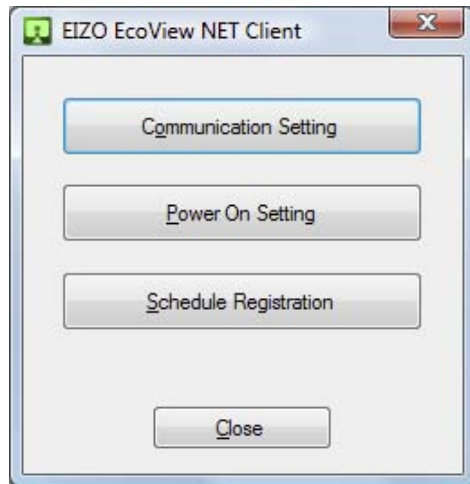 EIZO EcoView NET Client
Communication Setting
Power On Setting
Schedule Registration
Close